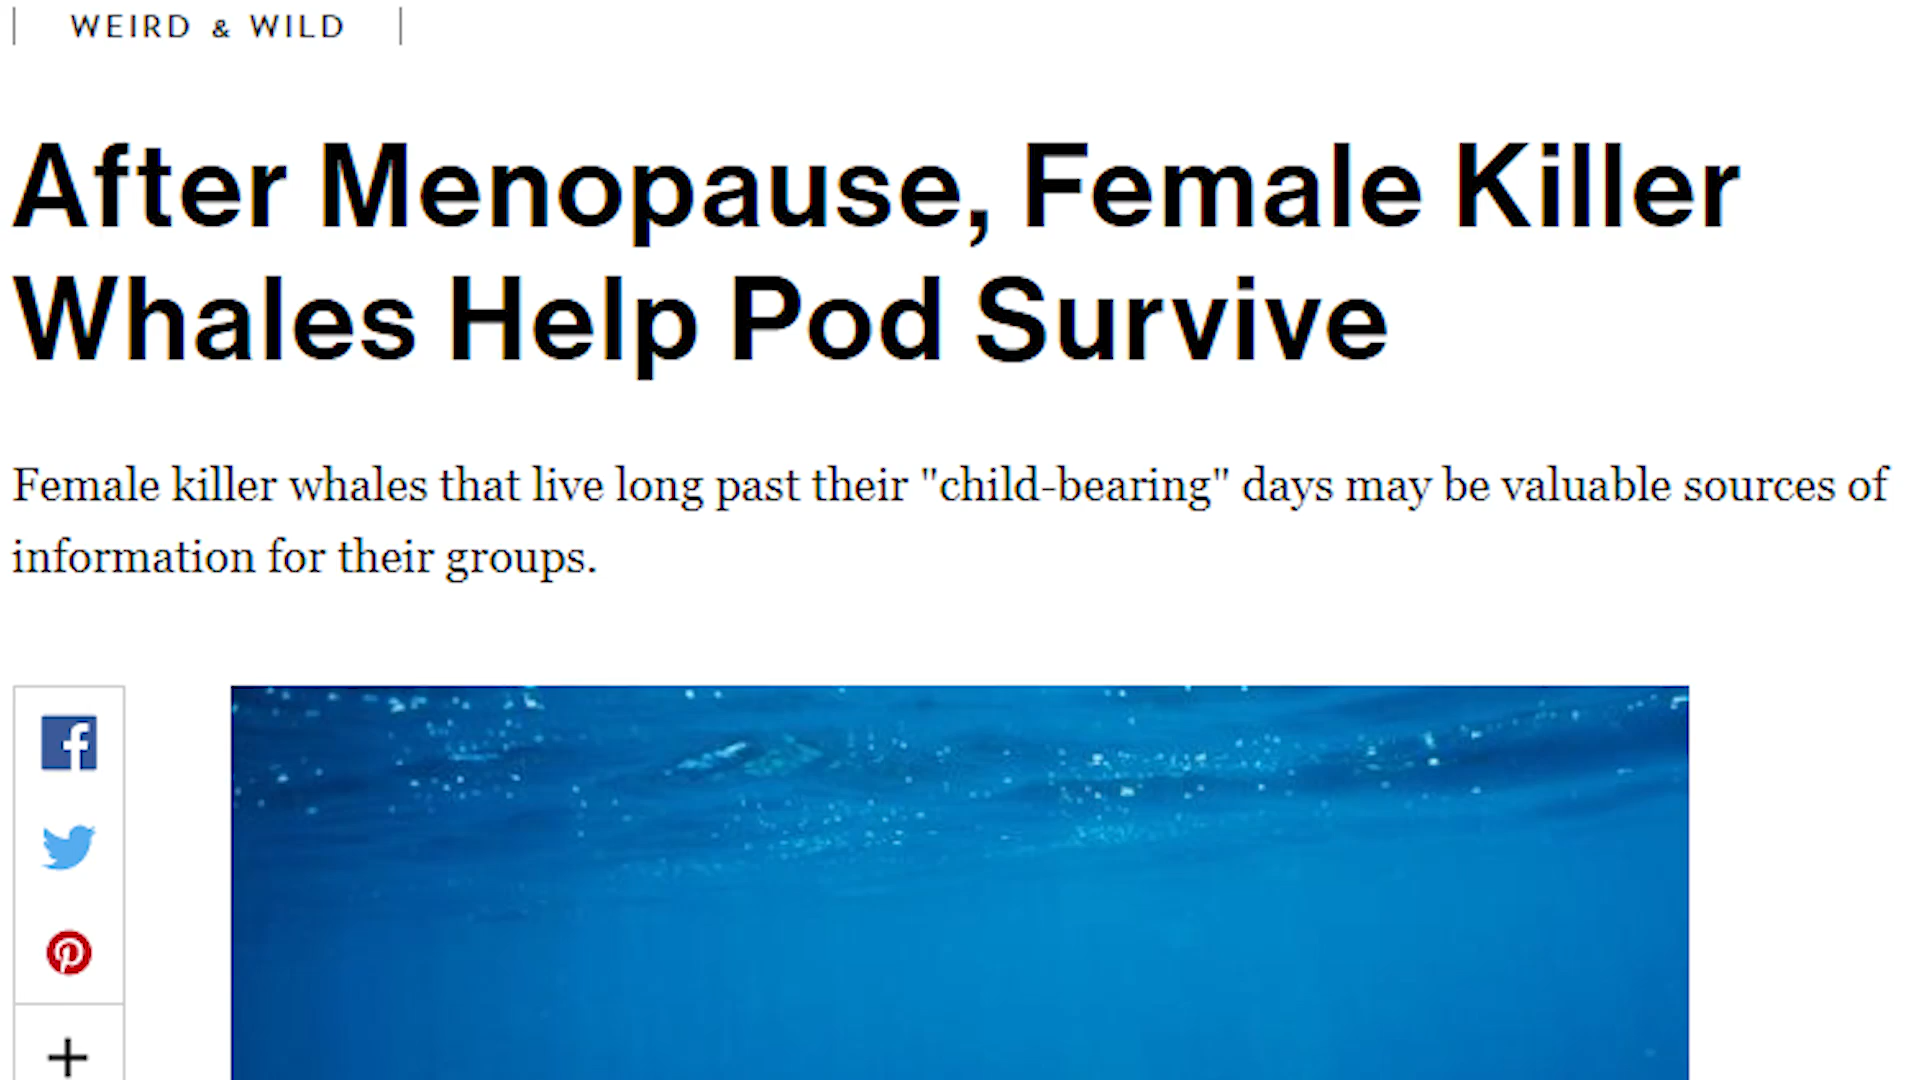 WEIRD & WILD
After Menopause, Female Killer
Whales Help Pod Survive
Female killer whales that live long past their "child-bearing" days may be valuable sources of
information for their groups.